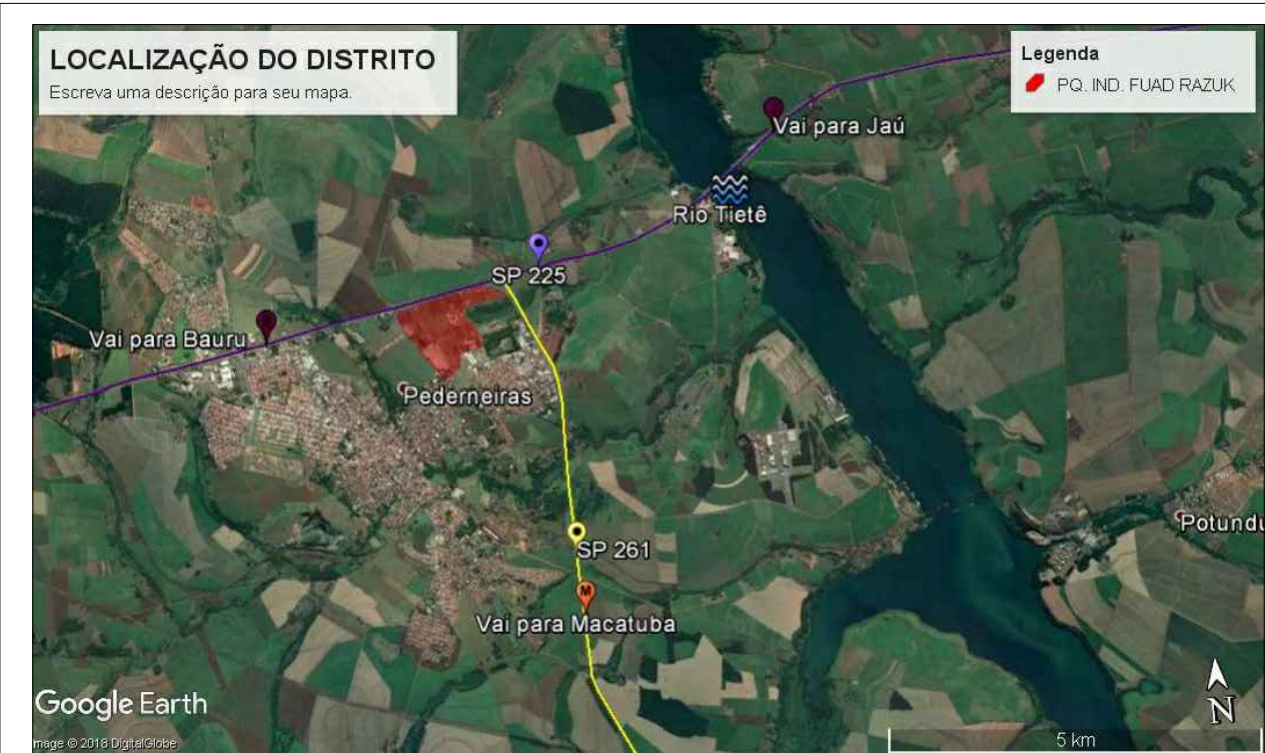 LOCALIZAÇÃO DO DISTRITO
Escreva uma descrição para seu mapa.
Legenda
PQ. IND. FUAD RAZUK
Vai para Jaú
Rio Tietê
SP 225
Vai para Bauru
Pederneiras
Potundu
SP 261
M
Vai para Macatuba
Google Earth
N
Image © 2018 DigitalGlobe
5 km